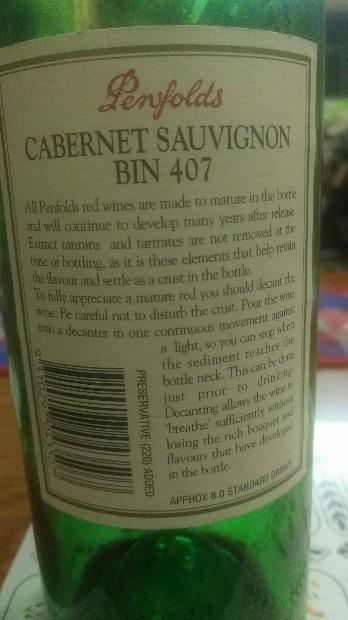 Penfolds
CABERNET SAUVIGNON
BIN 407
All Penfolds red wines are made to mature in the bottle
and will continue to develop many years after release.
Extract tannins and tartrates are not removed at the
time of bottling, as it is these elements that help retain
the flavour and settle as a crust in the bottle.
To fully appreciate a mature red you should decant the
wine. Be careful not to disturb the crust. Pour the wine
into a decanter in one continuous movement against
a light, so you can stop when
the sediment reaches the
bottle neck. This can be done
just prior to drinking.
Decanting allows the wine to
'breathe' sufficiently without
losing the rich bouquet and
flavours that have developed
in the bottle.
PRESERVATIVE (220) ADDED
APPROX 8.0 STANDARD DRINKS